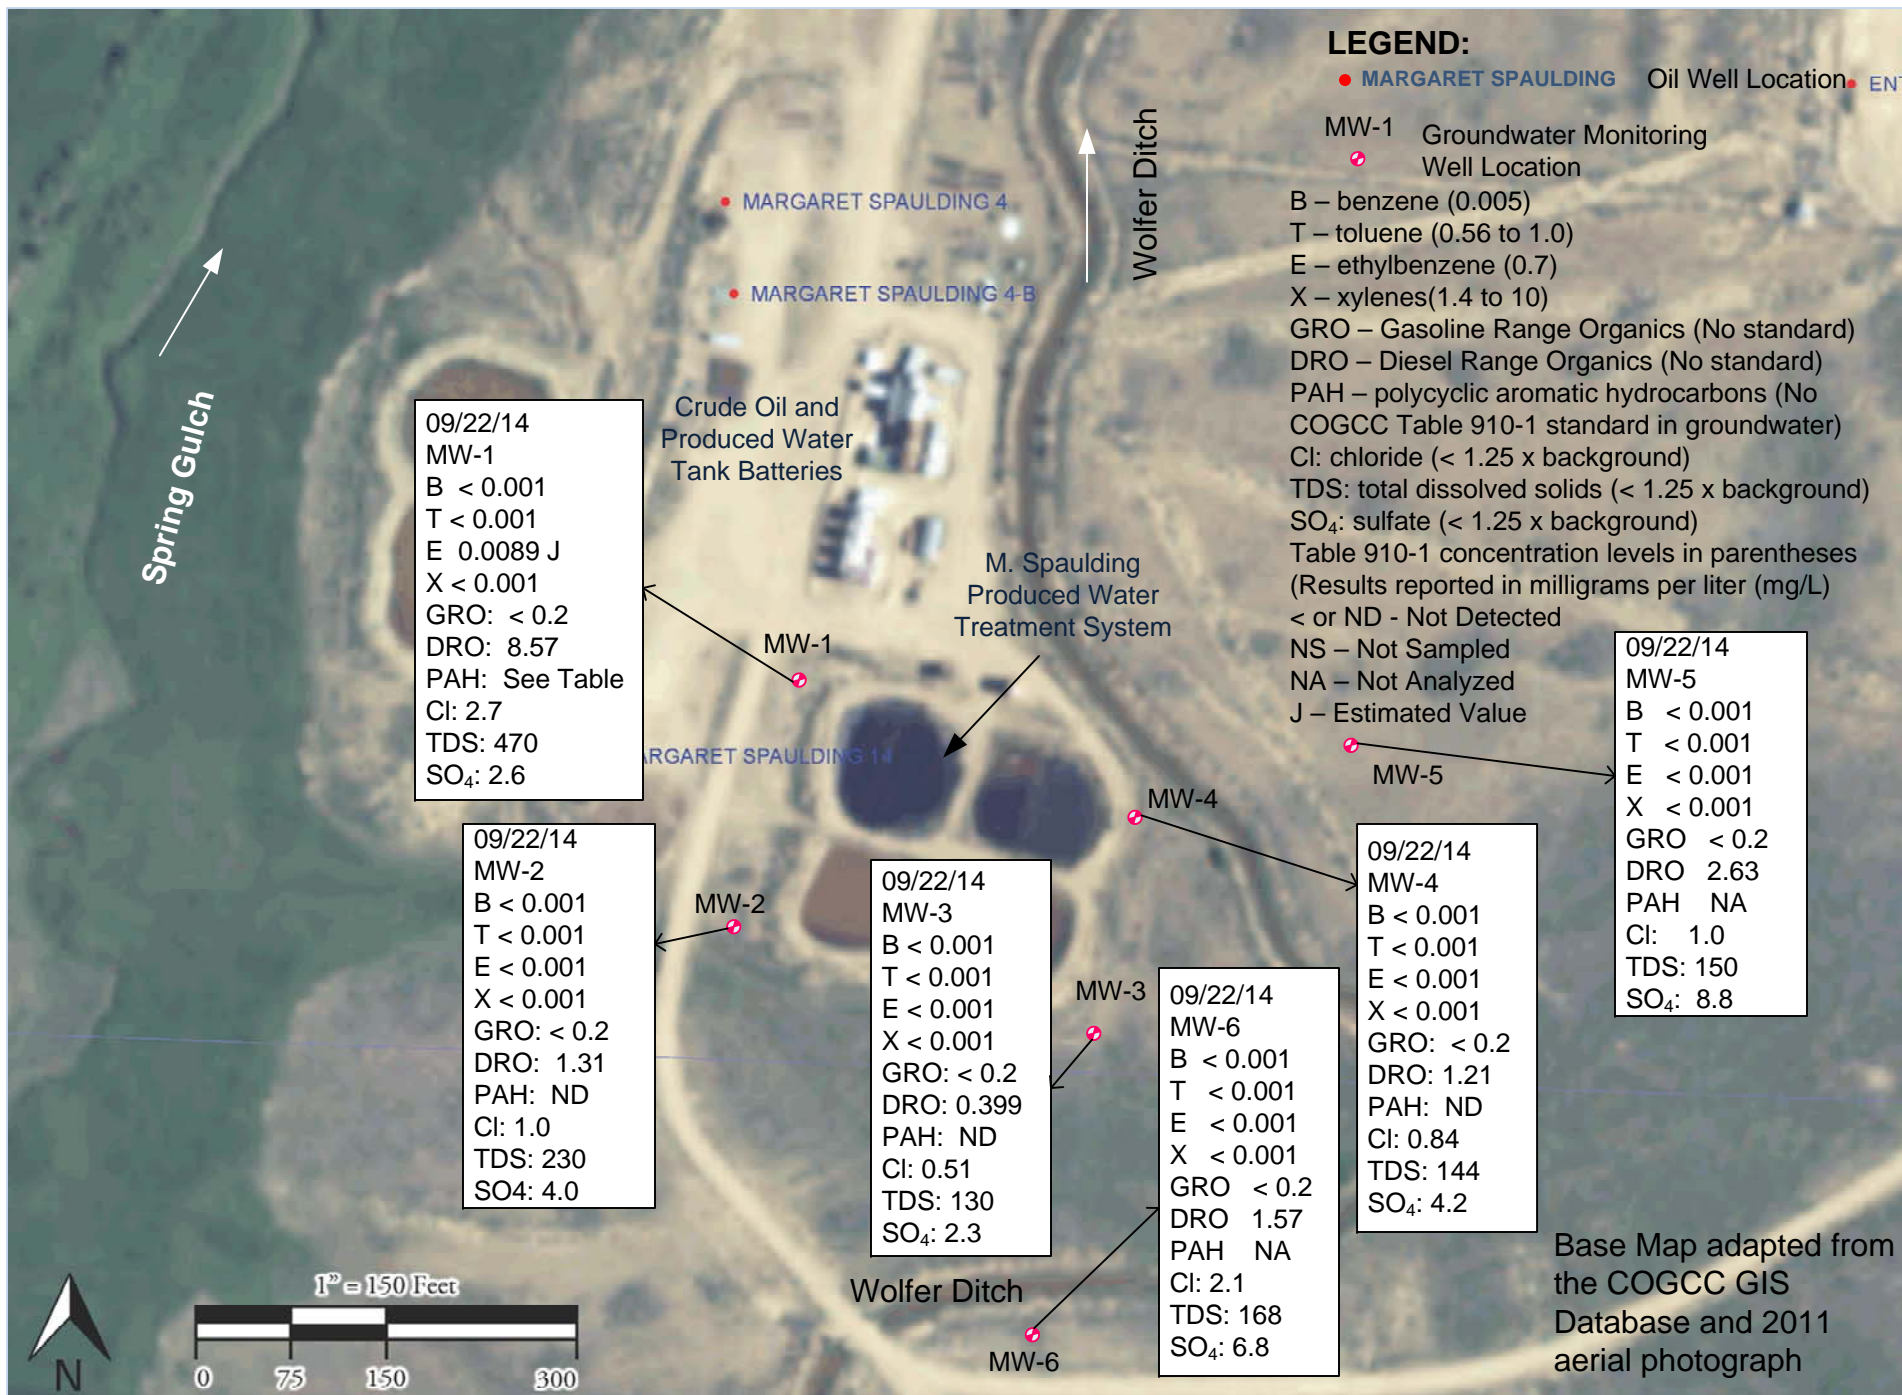 LEGEND:
MARGARET SPAULDING Oil Well Location
MW-1 Groundwater Monitoring
Well Location
B – benzene (0.005)
T – toluene (0.56 to 1.0)
E – ethylbenzene (0.7)
X – xylenes(1.4 to 10)
GRO – Gasoline Range Organics (No standard)
DRO – Diesel Range Organics (No standard)
PAH – polycyclic aromatic hydrocarbons (No
COGCC Table 910-1 standard in groundwater)
Cl: chloride (< 1.25 x background)
TDS: total dissolved solids (< 1.25 x background)
SO₄: sulfate (< 1.25 x background)
Table 910-1 concentration levels in parentheses
(Results reported in milligrams per liter (mg/L)
< or ND - Not Detected
NS – Not Sampled
NA – Not Analyzed
J – Estimated Value
MARGARET SPAULDING 4
MARGARET SPAULDING 4-B
Wolfer Ditch
Spring Gulch
Crude Oil and
Produced Water
Tank Batteries
M. Spaulding
Produced Water
Treatment System
09/22/14
MW-1
B < 0.001
T < 0.001
E 0.0089 J
X < 0.001
GRO: < 0.2
DRO: 8.57
PAH: See Table
Cl: 2.7
TDS: 470
SO₄: 2.6
MW-1
ARGARET SPAULDING 14
09/22/14
MW-2
B < 0.001
T < 0.001
E < 0.001
X < 0.001
GRO: < 0.2
DRO: 1.31
PAH: ND
Cl: 1.0
TDS: 230
SO4: 4.0
MW-2
09/22/14
MW-3
B < 0.001
T < 0.001
E < 0.001
X < 0.001
GRO: < 0.2
DRO: 0.399
PAH: ND
Cl: 0.51
TDS: 130
SO₄: 2.3
MW-3
09/22/14
MW-6
B < 0.001
T < 0.001
E < 0.001
X < 0.001
GRO < 0.2
DRO 1.57
PAH NA
Cl: 2.1
TDS: 168
SO₄: 6.8
MW-6
MW-4
09/22/14
MW-4
B < 0.001
T < 0.001
E < 0.001
X < 0.001
GRO: < 0.2
DRO: 1.21
PAH: ND
Cl: 0.84
TDS: 144
SO₄: 4.2
MW-5
09/22/14
MW-5
B < 0.001
T < 0.001
E < 0.001
X < 0.001
GRO < 0.2
DRO 2.63
PAH NA
Cl: 1.0
TDS: 150
SO₄: 8.8
Wolfer Ditch
1" = 150 Feet
0 75 150 300
N
Base Map adapted from
the COGCC GIS
Database and 2011
aerial photograph